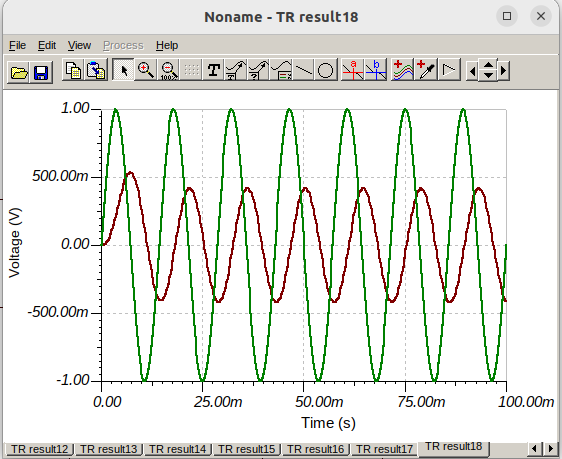 Noname - TR result18
File Edit View Process Help
T a b
1.00
500.00m
0.00
-500.00m
-1.00
Voltage (V)
0.00 25.00m 50.00m 75.00m 100.00m
Time (s)
TR result12 TR result13 TR result14 TR result15 TR result16 TR result17 TR result18